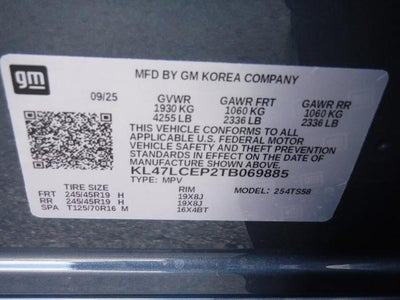 gm
MFD BY GM KOREA COMPANY
09/25 GVWR GAWR FRT GAWR RR
1930 KG 1060 KG 1060 KG
4255 LB 2336 LB 2336 LB
THIS VEHICLE CONFORMS TO ALL
APPLICABLE U.S. FEDERAL MOTOR
VEHICLE SAFETY AND THEFT
PREVENTION STANDARDS IN EFFECT
ON THE DATE OF
MANUFACTURE SHOWN ABOVE.
KL47LCEP2TB069885
TYPE: MPV MODEL: 254TS58
TIRE SIZE RIM
FRT 245/45R19 H 19X8J
RR 245/45R19 H 19X8J
SPA T125/70R16 M 16X4BT